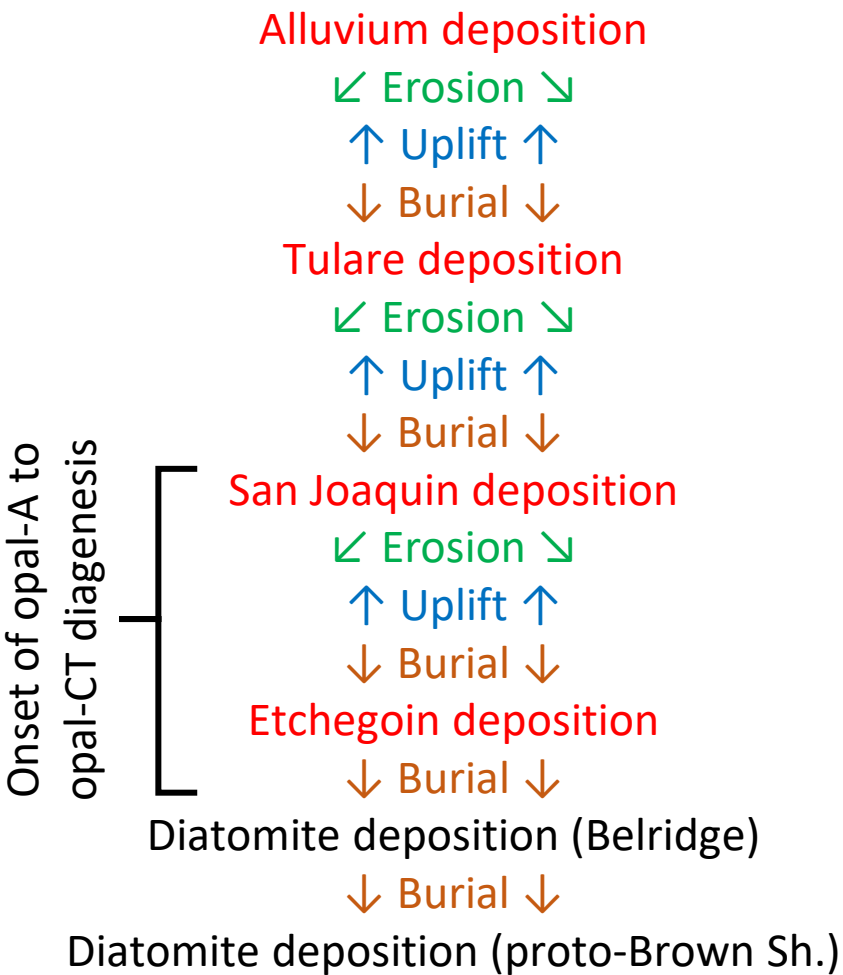 Alluvium deposition
↙ Erosion ↘
↑ Uplift ↑
↓ Burial ↓
Tulare deposition
↙ Erosion ↘
↑ Uplift ↑
↓ Burial ↓
San Joaquin deposition
↙ Erosion ↘
↑ Uplift ↑
↓ Burial ↓
Etchegoin deposition
↓ Burial ↓
Diatomite deposition (Belridge)
↓ Burial ↓
Diatomite deposition (proto-Brown Sh.)
Onset of opal-A to
opal-CT diagenesis